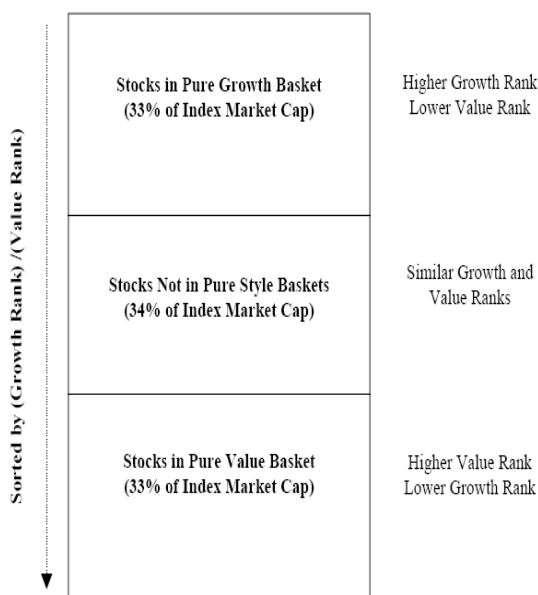 Sorted by (Growth Rank) /(Value Rank)
Stocks in Pure Growth Basket
(33% of Index Market Cap)
Higher Growth Rank
Lower Value Rank
Stocks Not in Pure Style Baskets
(34% of Index Market Cap)
Similar Growth and
Value Ranks
Stocks in Pure Value Basket
(33% of Index Market Cap)
Higher Value Rank
Lower Growth Rank